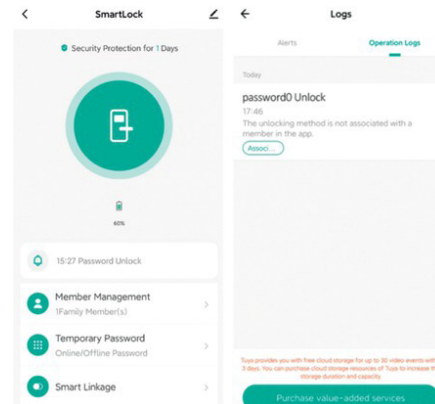 SmartLock
Security Protection for 1 Days
60%
15:27 Password Unlock
Member Management
1Family Member(s)
Temporary Password
Online/Offline Password
Smart Linkage
Logs
Alerts
Operation Logs
Today
password0 Unlock
17:46
The unlocking method is not associated with a
member in the app.
Associ...
Tuya provides you with free cloud storage for up to 30 video events with
3 days. You can purchase cloud storage resources of Tuya to increase th
storage duration and capacity
Purchase value-added services